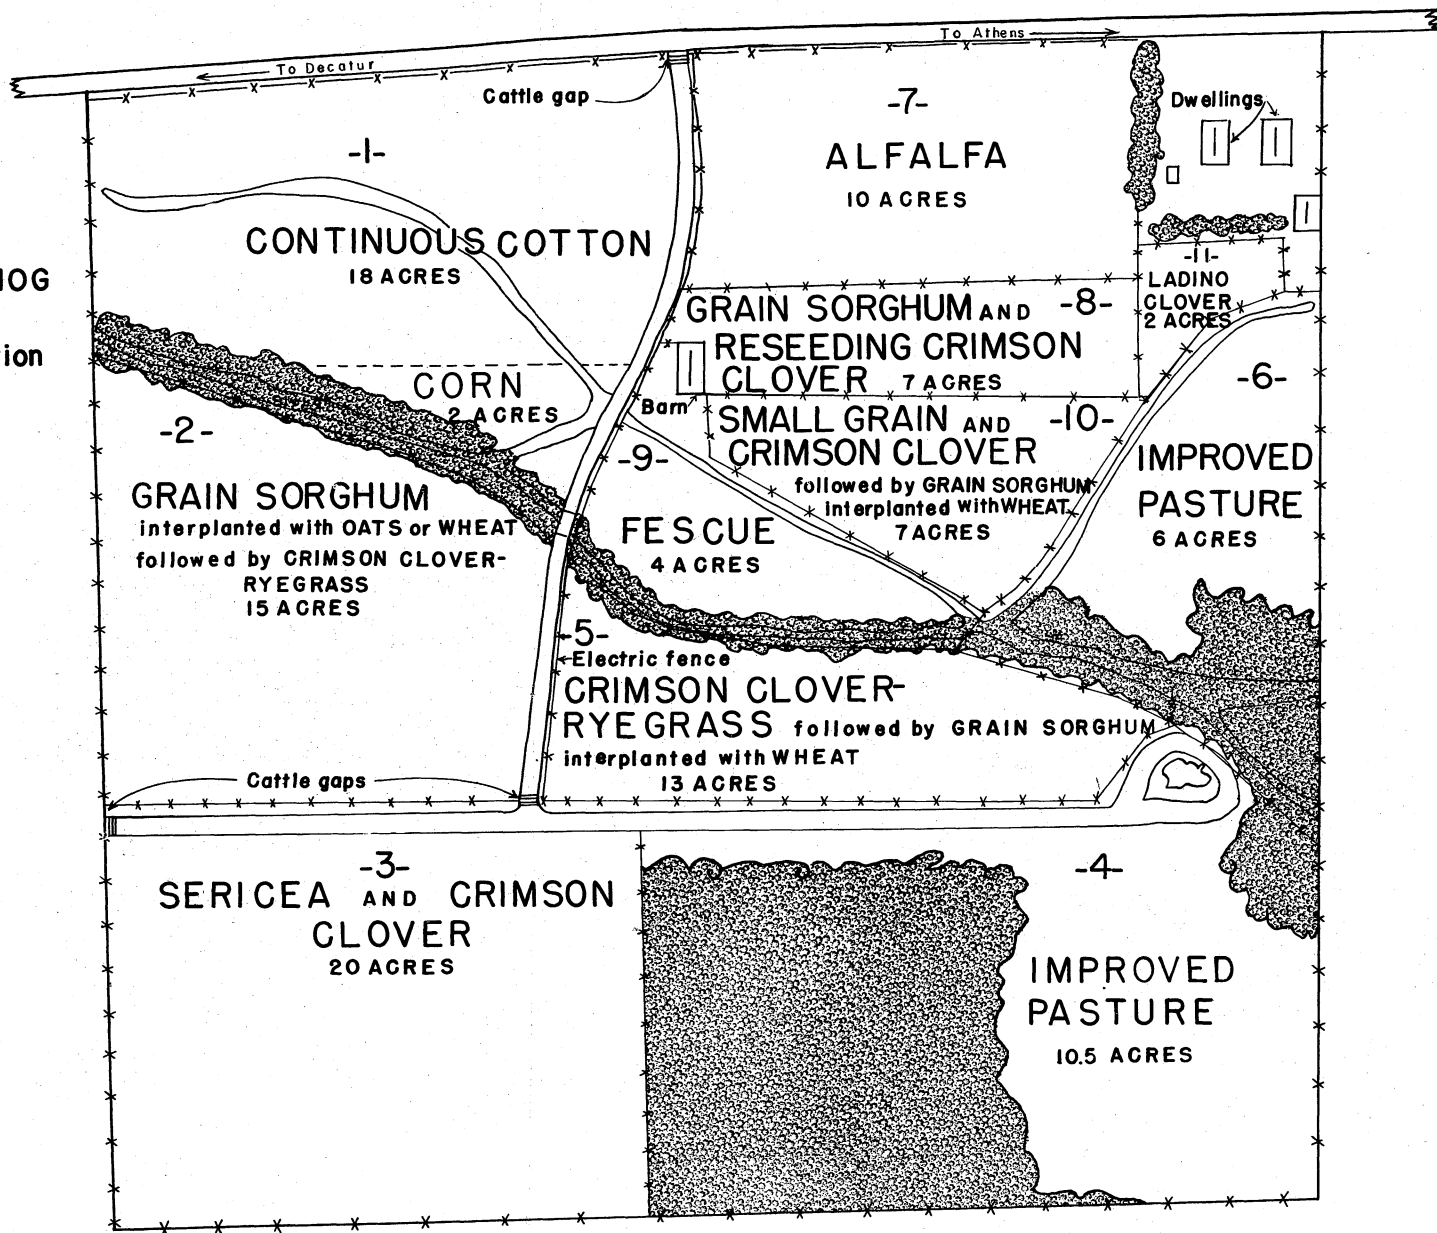 To Athens
To Decatur
Cattle gap
-7-
ALFALFA
10 ACRES
Dwellings
-1-
CONTINUOUS COTTON
18 ACRES
-11-
LADINO
CLOVER
2 ACRES
GRAIN SORGHUM AND -8-
RESEEDING CRIMSON
CLOVER 7 ACRES
CORN
2 ACRES
Barn
SMALL GRAIN AND -10-
CRIMSON CLOVER
followed by GRAIN SORGHUM
interplanted with WHEAT
7 ACRES
-6-
IMPROVED
PASTURE
6 ACRES
-2-
GRAIN SORGHUM
interplanted with OATS or WHEAT
followed by CRIMSON CLOVER-
RYEGRASS
15 ACRES
-9-
FESCUE
4 ACRES
-5-
Electric fence
CRIMSON CLOVER-
RYEGRASS followed by GRAIN SORGHUM
interplanted with WHEAT
13 ACRES
Cattle gaps
-3-
SERICEA AND CRIMSON
CLOVER
20 ACRES
-4-
IMPROVED
PASTURE
10.5 ACRES